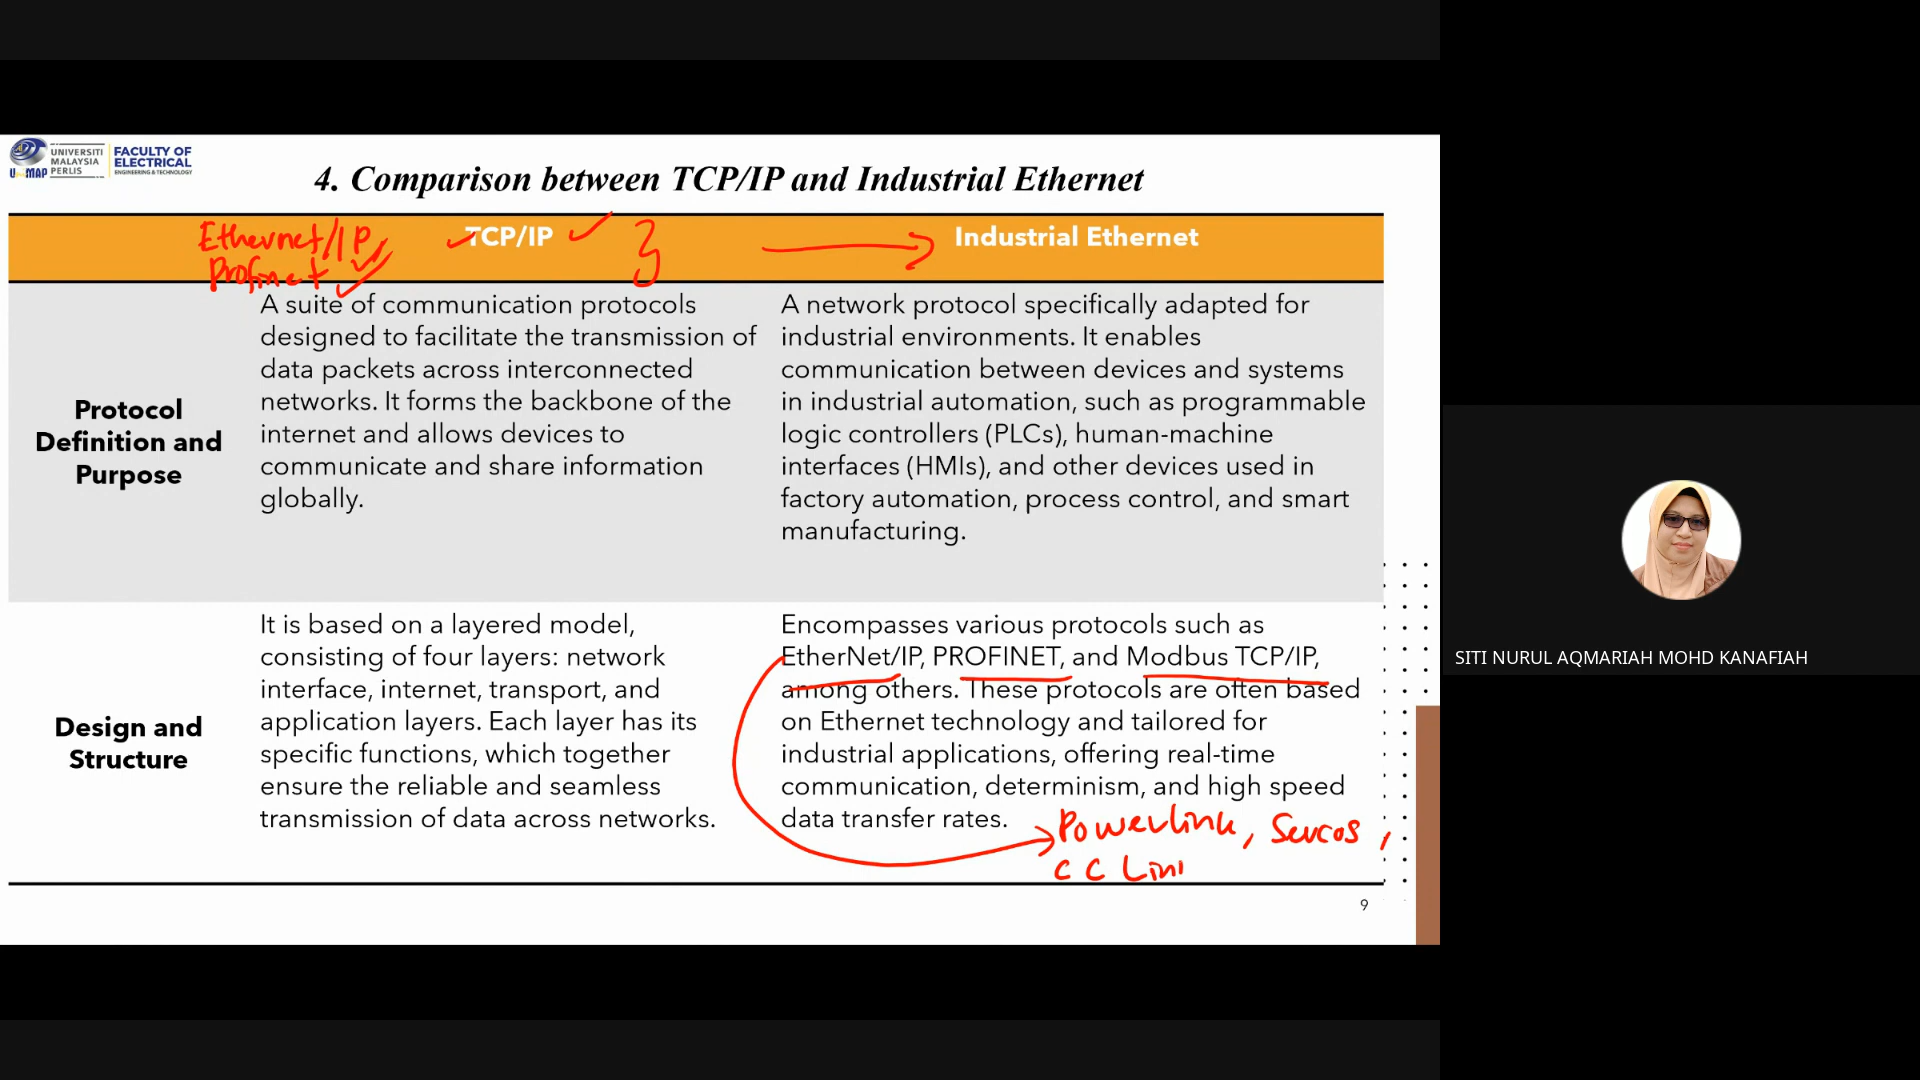 UNIVERSITI
MALAYSIA
PERLIS
UniMAP
FACULTY OF
ELECTRICAL
ENGINEERING & TECHNOLOGY
4. Comparison between TCP/IP and Industrial Ethernet
Ethernet/IP
Profinet
TCP/IP
Industrial Ethernet
Protocol
Definition and
Purpose
A suite of communication protocols
designed to facilitate the transmission of
data packets across interconnected
networks. It forms the backbone of the
internet and allows devices to
communicate and share information
globally.
A network protocol specifically adapted for
industrial environments. It enables
communication between devices and systems
in industrial automation, such as programmable
logic controllers (PLCs), human-machine
interfaces (HMIs), and other devices used in
factory automation, process control, and smart
manufacturing.
Design and
Structure
It is based on a layered model,
consisting of four layers: network
interface, internet, transport, and
application layers. Each layer has its
specific functions, which together
ensure the reliable and seamless
transmission of data across networks.
Encompasses various protocols such as
EtherNet/IP, PROFINET, and Modbus TCP/IP,
among others. These protocols are often based
on Ethernet technology and tailored for
industrial applications, offering real-time
communication, determinism, and high speed
data transfer rates.
Powerlink, Sercos,
CC Lin
9
SITI NURUL AQMARIAH MOHD KANAFIAH